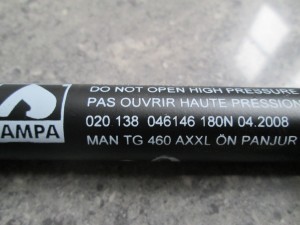 DO NOT OPEN HIGH PRESSURE
PAS OUVRIR HAUTE PRESSION
020 138 046146 180N 04.2008
MAN TG 460 AXXL ÖN PANJUR
AMPA